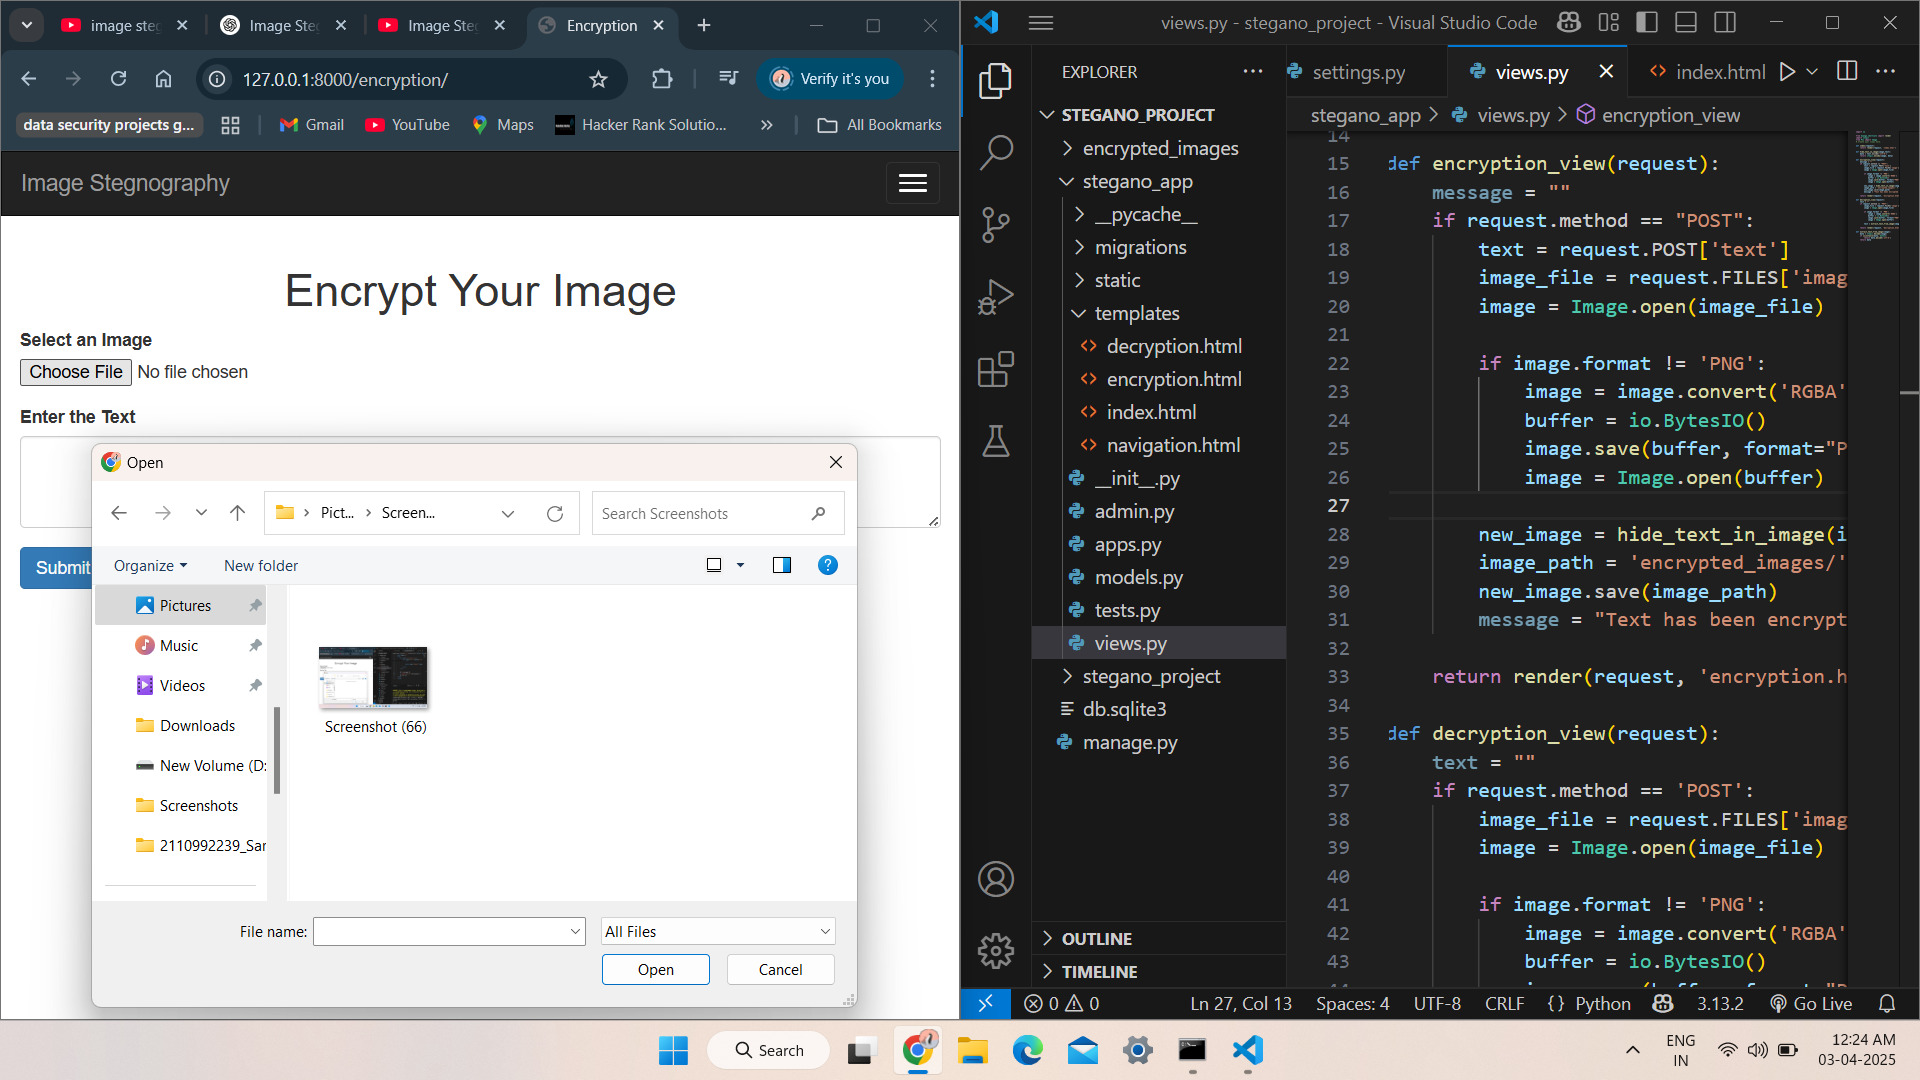 image steg
Image Steg
Image Steg
Encryption
127.0.0.1:8000/encryption/
Verify it's you
data security projects g...
Gmail
YouTube
Maps
Hacker Rank Solutio...
»
All Bookmarks
Image Stegnography
Encrypt Your Image
Select an Image
Choose File No file chosen
Enter the Text
Submit
Open
Pict...
Screen...
Search Screenshots
Organize
New folder
Pictures
Music
Videos
Downloads
New Volume (D:
Screenshots
2110992239_Sar
Screenshot (66)
File name:
All Files
Open
Cancel
views.py - stegano_project - Visual Studio Code
EXPLORER
STEGANO_PROJECT
encrypted_images
stegano_app
__pycache__
migrations
static
templates
decryption.html
encryption.html
index.html
navigation.html
__init__.py
admin.py
apps.py
models.py
tests.py
views.py
stegano_project
db.sqlite3
manage.py
OUTLINE
TIMELINE
settings.py
views.py
index.html
stegano_app > views.py > encryption_view
14
15 def encryption_view(request):
16 message = ""
17 if request.method == "POST":
18 text = request.POST['text']
19 image_file = request.FILES['imag
20 image = Image.open(image_file)
21
22 if image.format != 'PNG':
23 image = image.convert('RGBA'
24 buffer = io.BytesIO()
25 image.save(buffer, format="P
26 image = Image.open(buffer)
27
28 new_image = hide_text_in_image(i
29 image_path = 'encrypted_images/'
30 new_image.save(image_path)
31 message = "Text has been encrypt
32
33 return render(request, 'encryption.h
34
35 def decryption_view(request):
36 text = ""
37 if request.method == 'POST':
38 image_file = request.FILES['imag
39 image = Image.open(image_file)
40
41 if image.format != 'PNG':
42 image = image.convert('RGBA'
43 buffer = io.BytesIO()
0 0
Ln 27, Col 13
Spaces: 4
UTF-8
CRLF
{} Python
3.13.2
Go Live
Search
ENG
IN
12:24 AM
03-04-2025